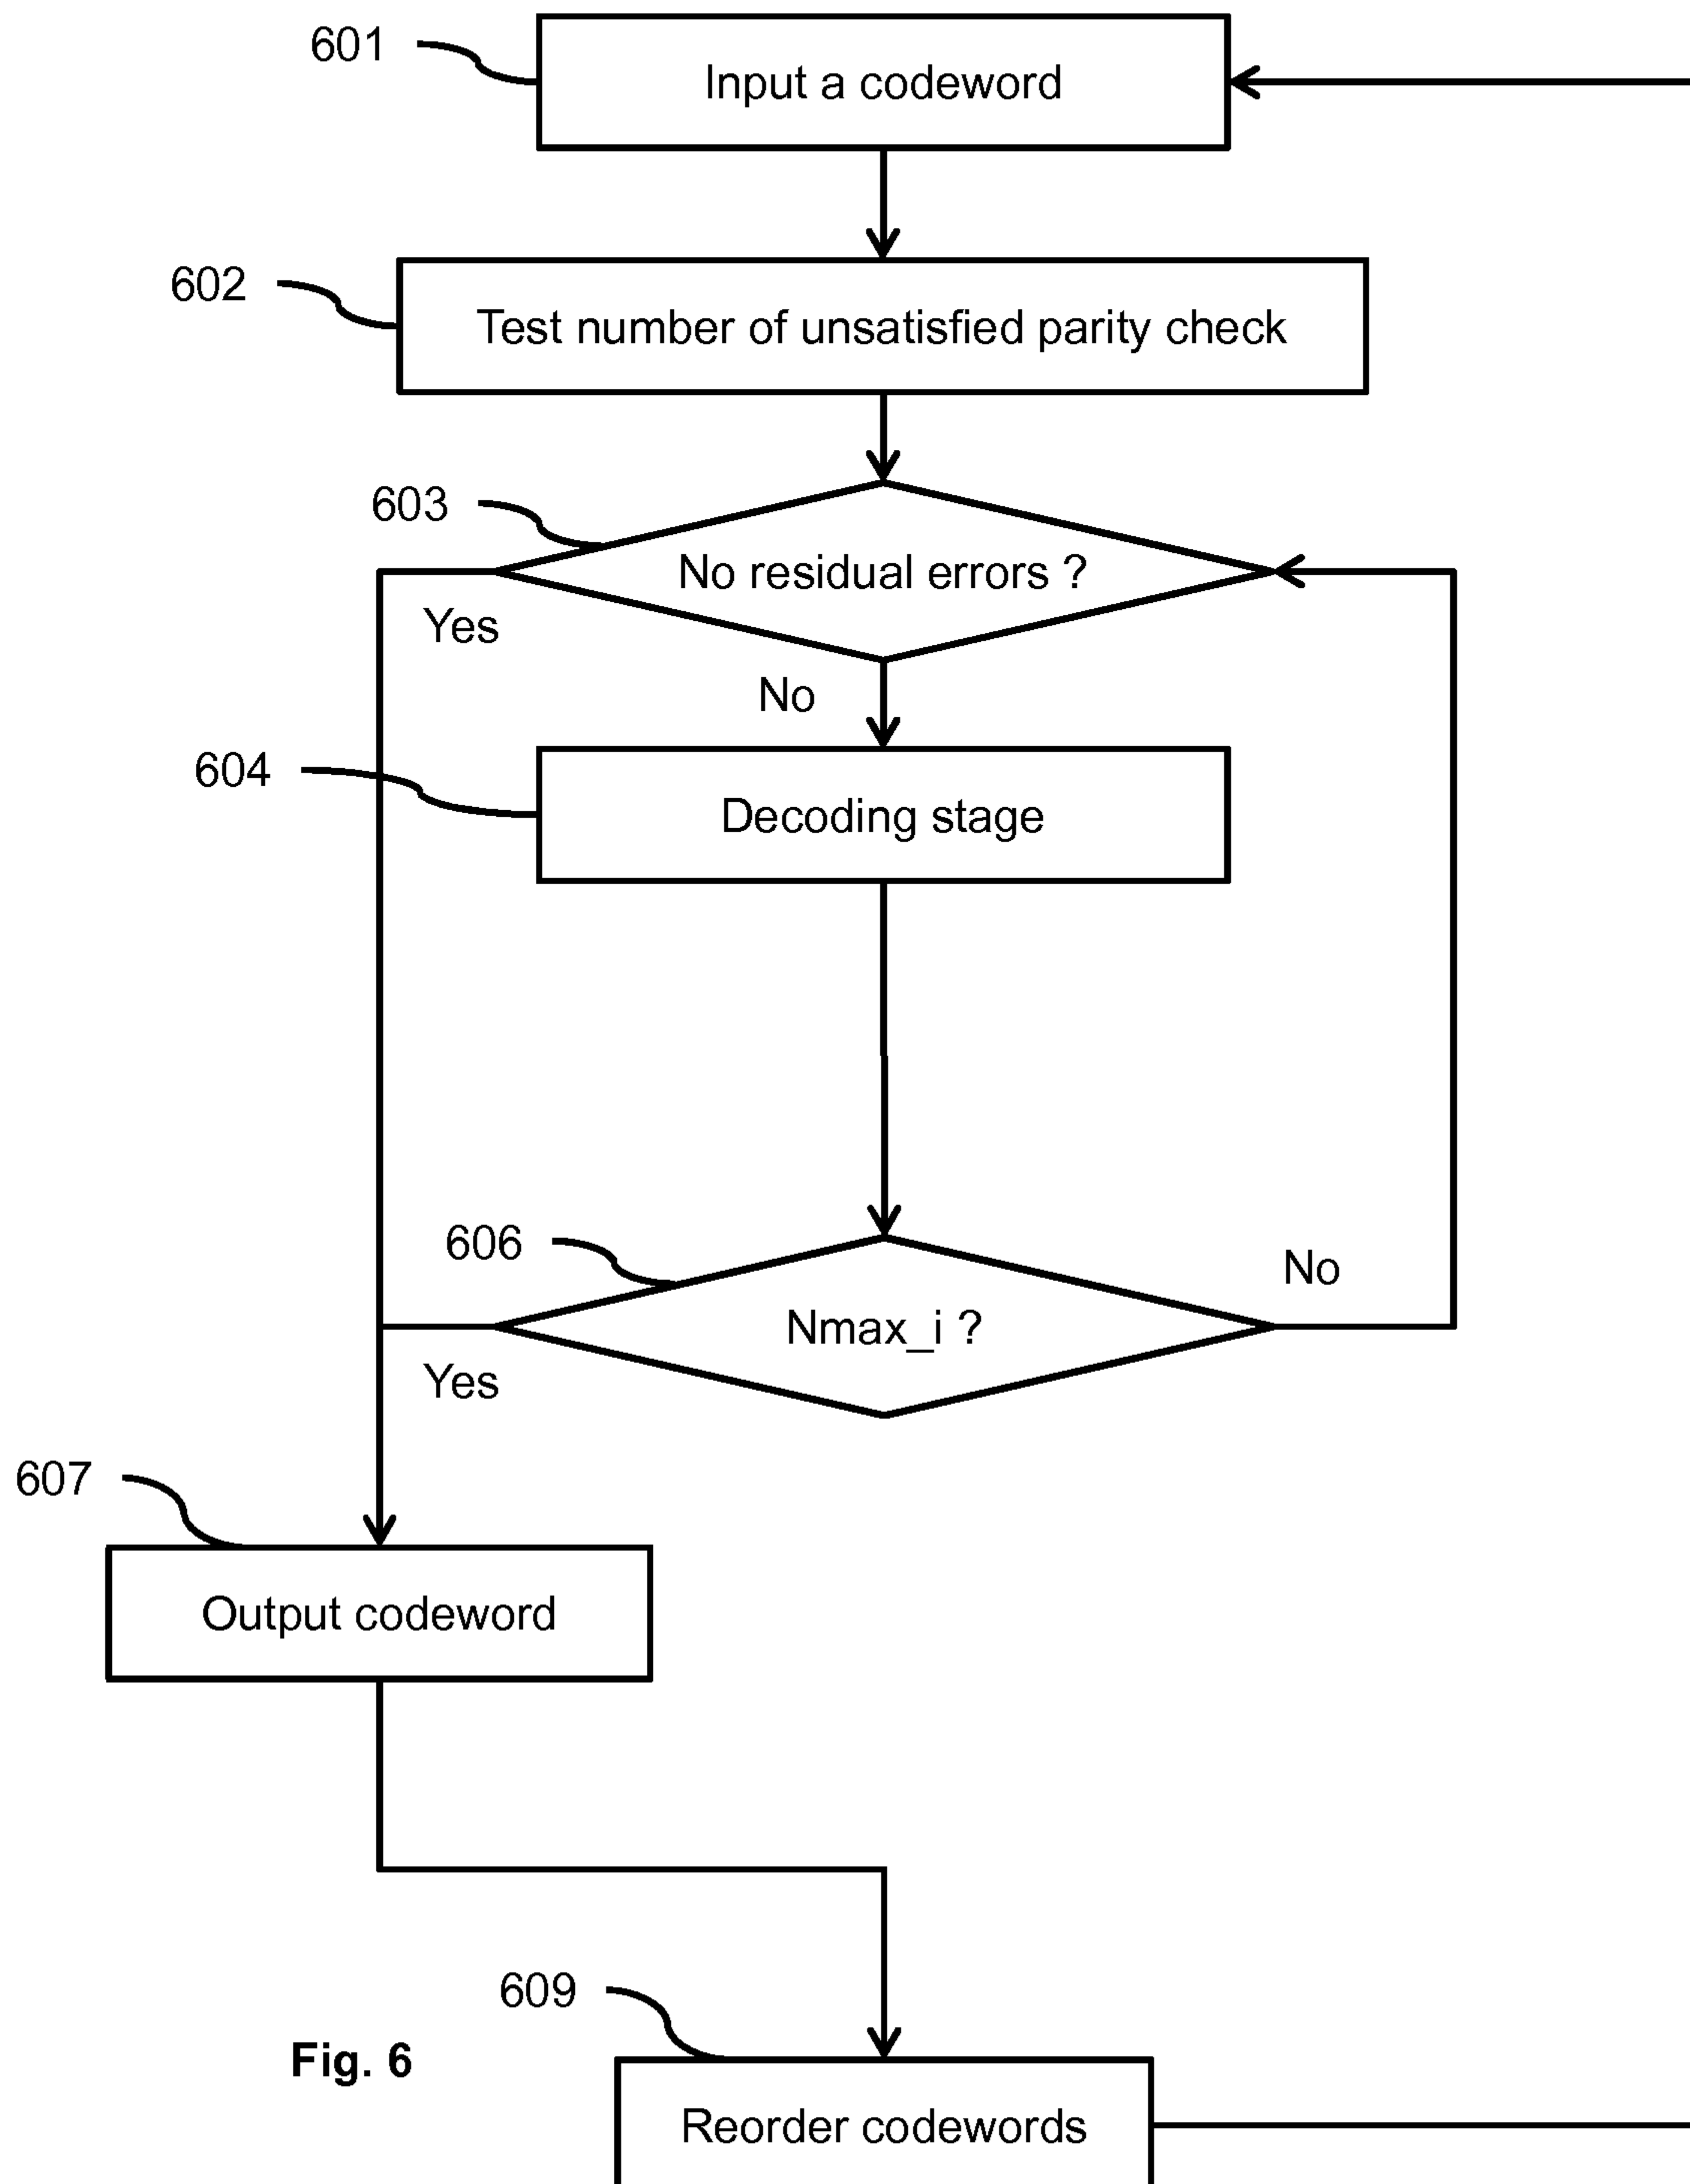 601
Input a codeword
602
Test number of unsatisfied parity check
603
No residual errors ?
Yes
No
604
Decoding stage
606
No
Nmax_i ?
Yes
607
Output codeword
609
Fig. 6
Reorder codewords